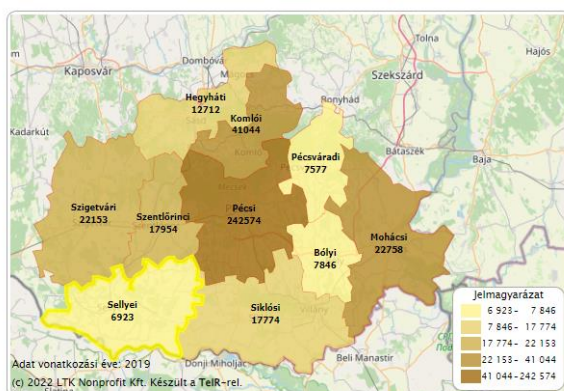 Tolna
Hajós
Dombóvár
Kaposvár
Szekszárd
Hegyháti
12712
Bonyhád
Komlói
41044
Kadarkút
Bátaszék
Pécsváradi
7577
Baja
Komló
Szigetvári
22153
Szentlőrinci
17954
Pécsi
242574
Mohácsi
22758
Bólyi
7846
Sellyei
6923
Siklósi
17774
Villány
Jelmagyarázat
6 923 - 7 846
7 846 - 17 774
17 774 - 22 153
22 153 - 41 044
41 044 - 242 574
Beli Manastir
Adat vonatkozási éve: 2019
Donji Miholjac
(c) 2022 LTK Nonprofit Kft. Készült a TeIR-rel.